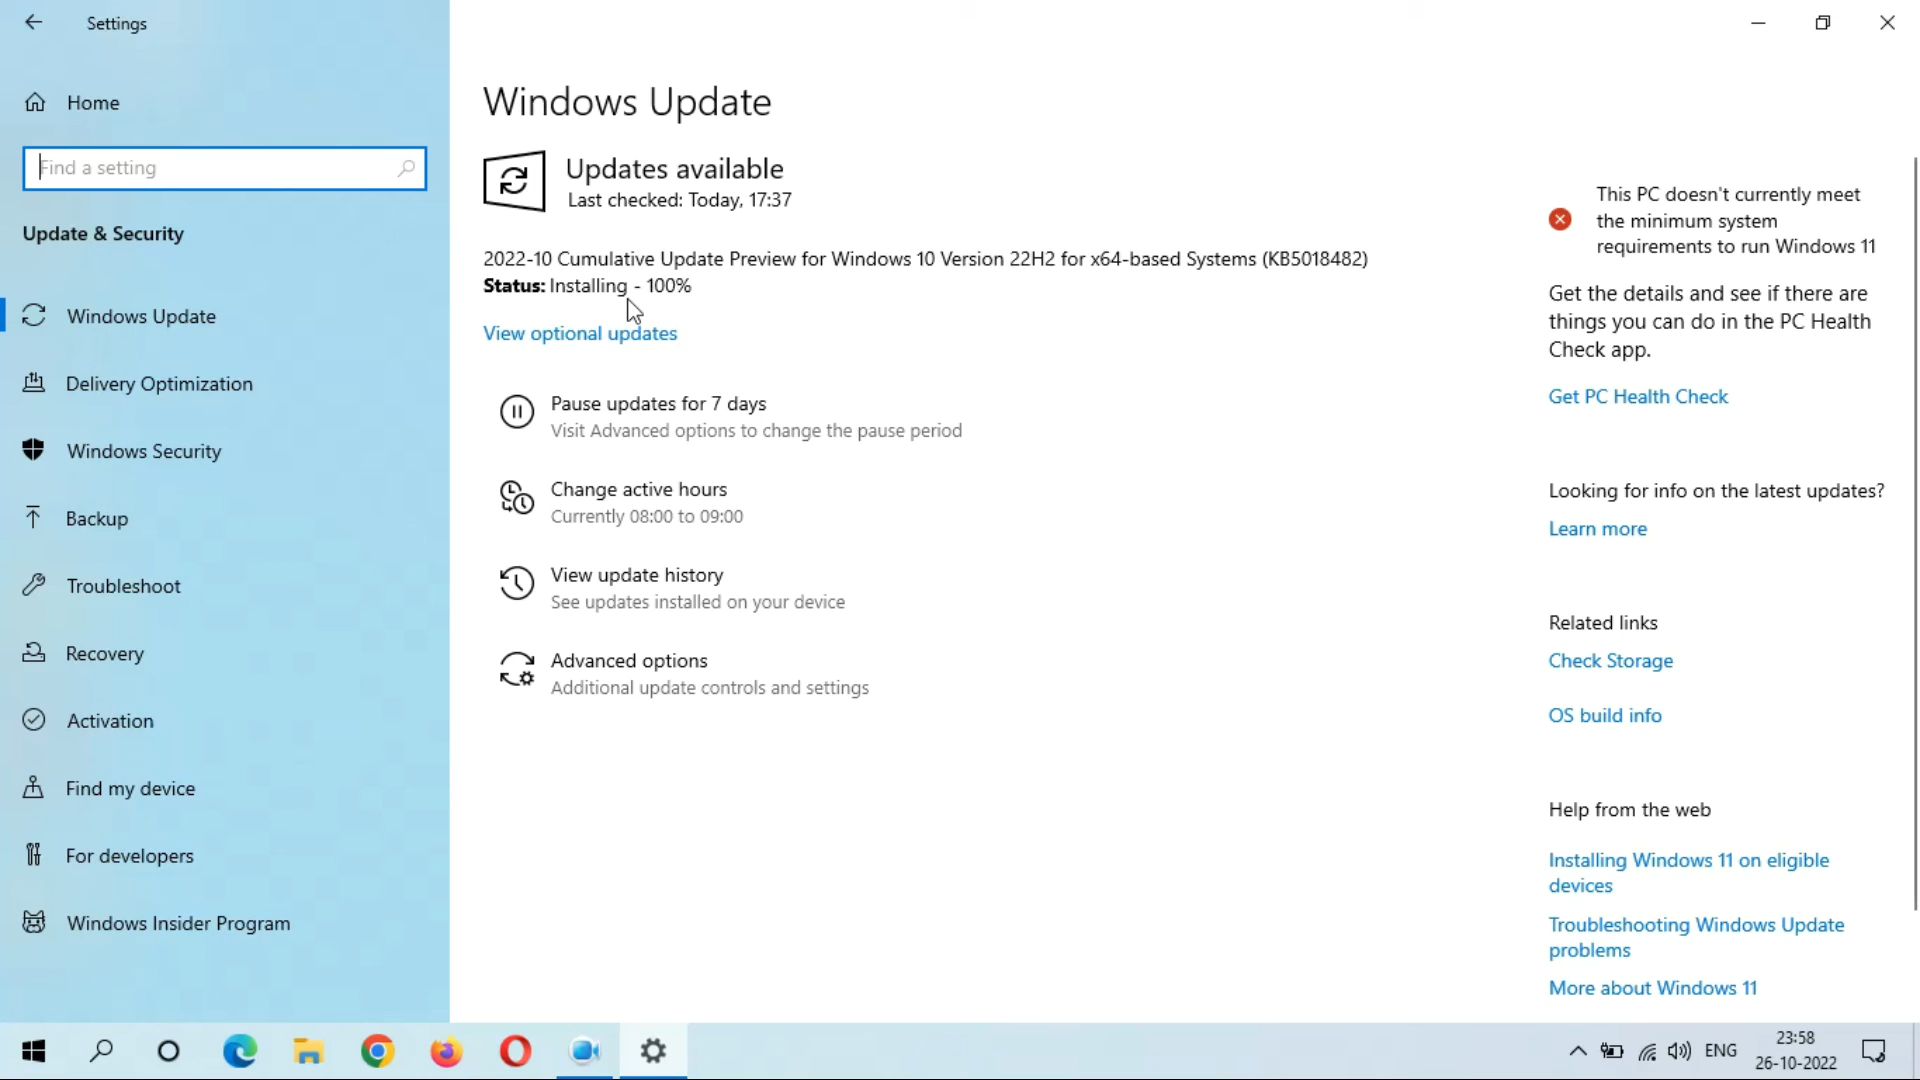 Settings
Home
Find a setting
Update & Security
Windows Update
Delivery Optimization
Windows Security
Backup
Troubleshoot
Recovery
Activation
Find my device
For developers
Windows Insider Program
Windows Update
Updates available
Last checked: Today, 17:37
2022-10 Cumulative Update Preview for Windows 10 Version 22H2 for x64-based Systems (KB5018482)
Status: Installing - 100%
View optional updates
Pause updates for 7 days
Visit Advanced options to change the pause period
Change active hours
Currently 08:00 to 09:00
View update history
See updates installed on your device
Advanced options
Additional update controls and settings
This PC doesn't currently meet
the minimum system
requirements to run Windows 11
Get the details and see if there are
things you can do in the PC Health
Check app.
Get PC Health Check
Looking for info on the latest updates?
Learn more
Related links
Check Storage
OS build info
Help from the web
Installing Windows 11 on eligible
devices
Troubleshooting Windows Update
problems
More about Windows 11
ENG
23:58
26-10-2022